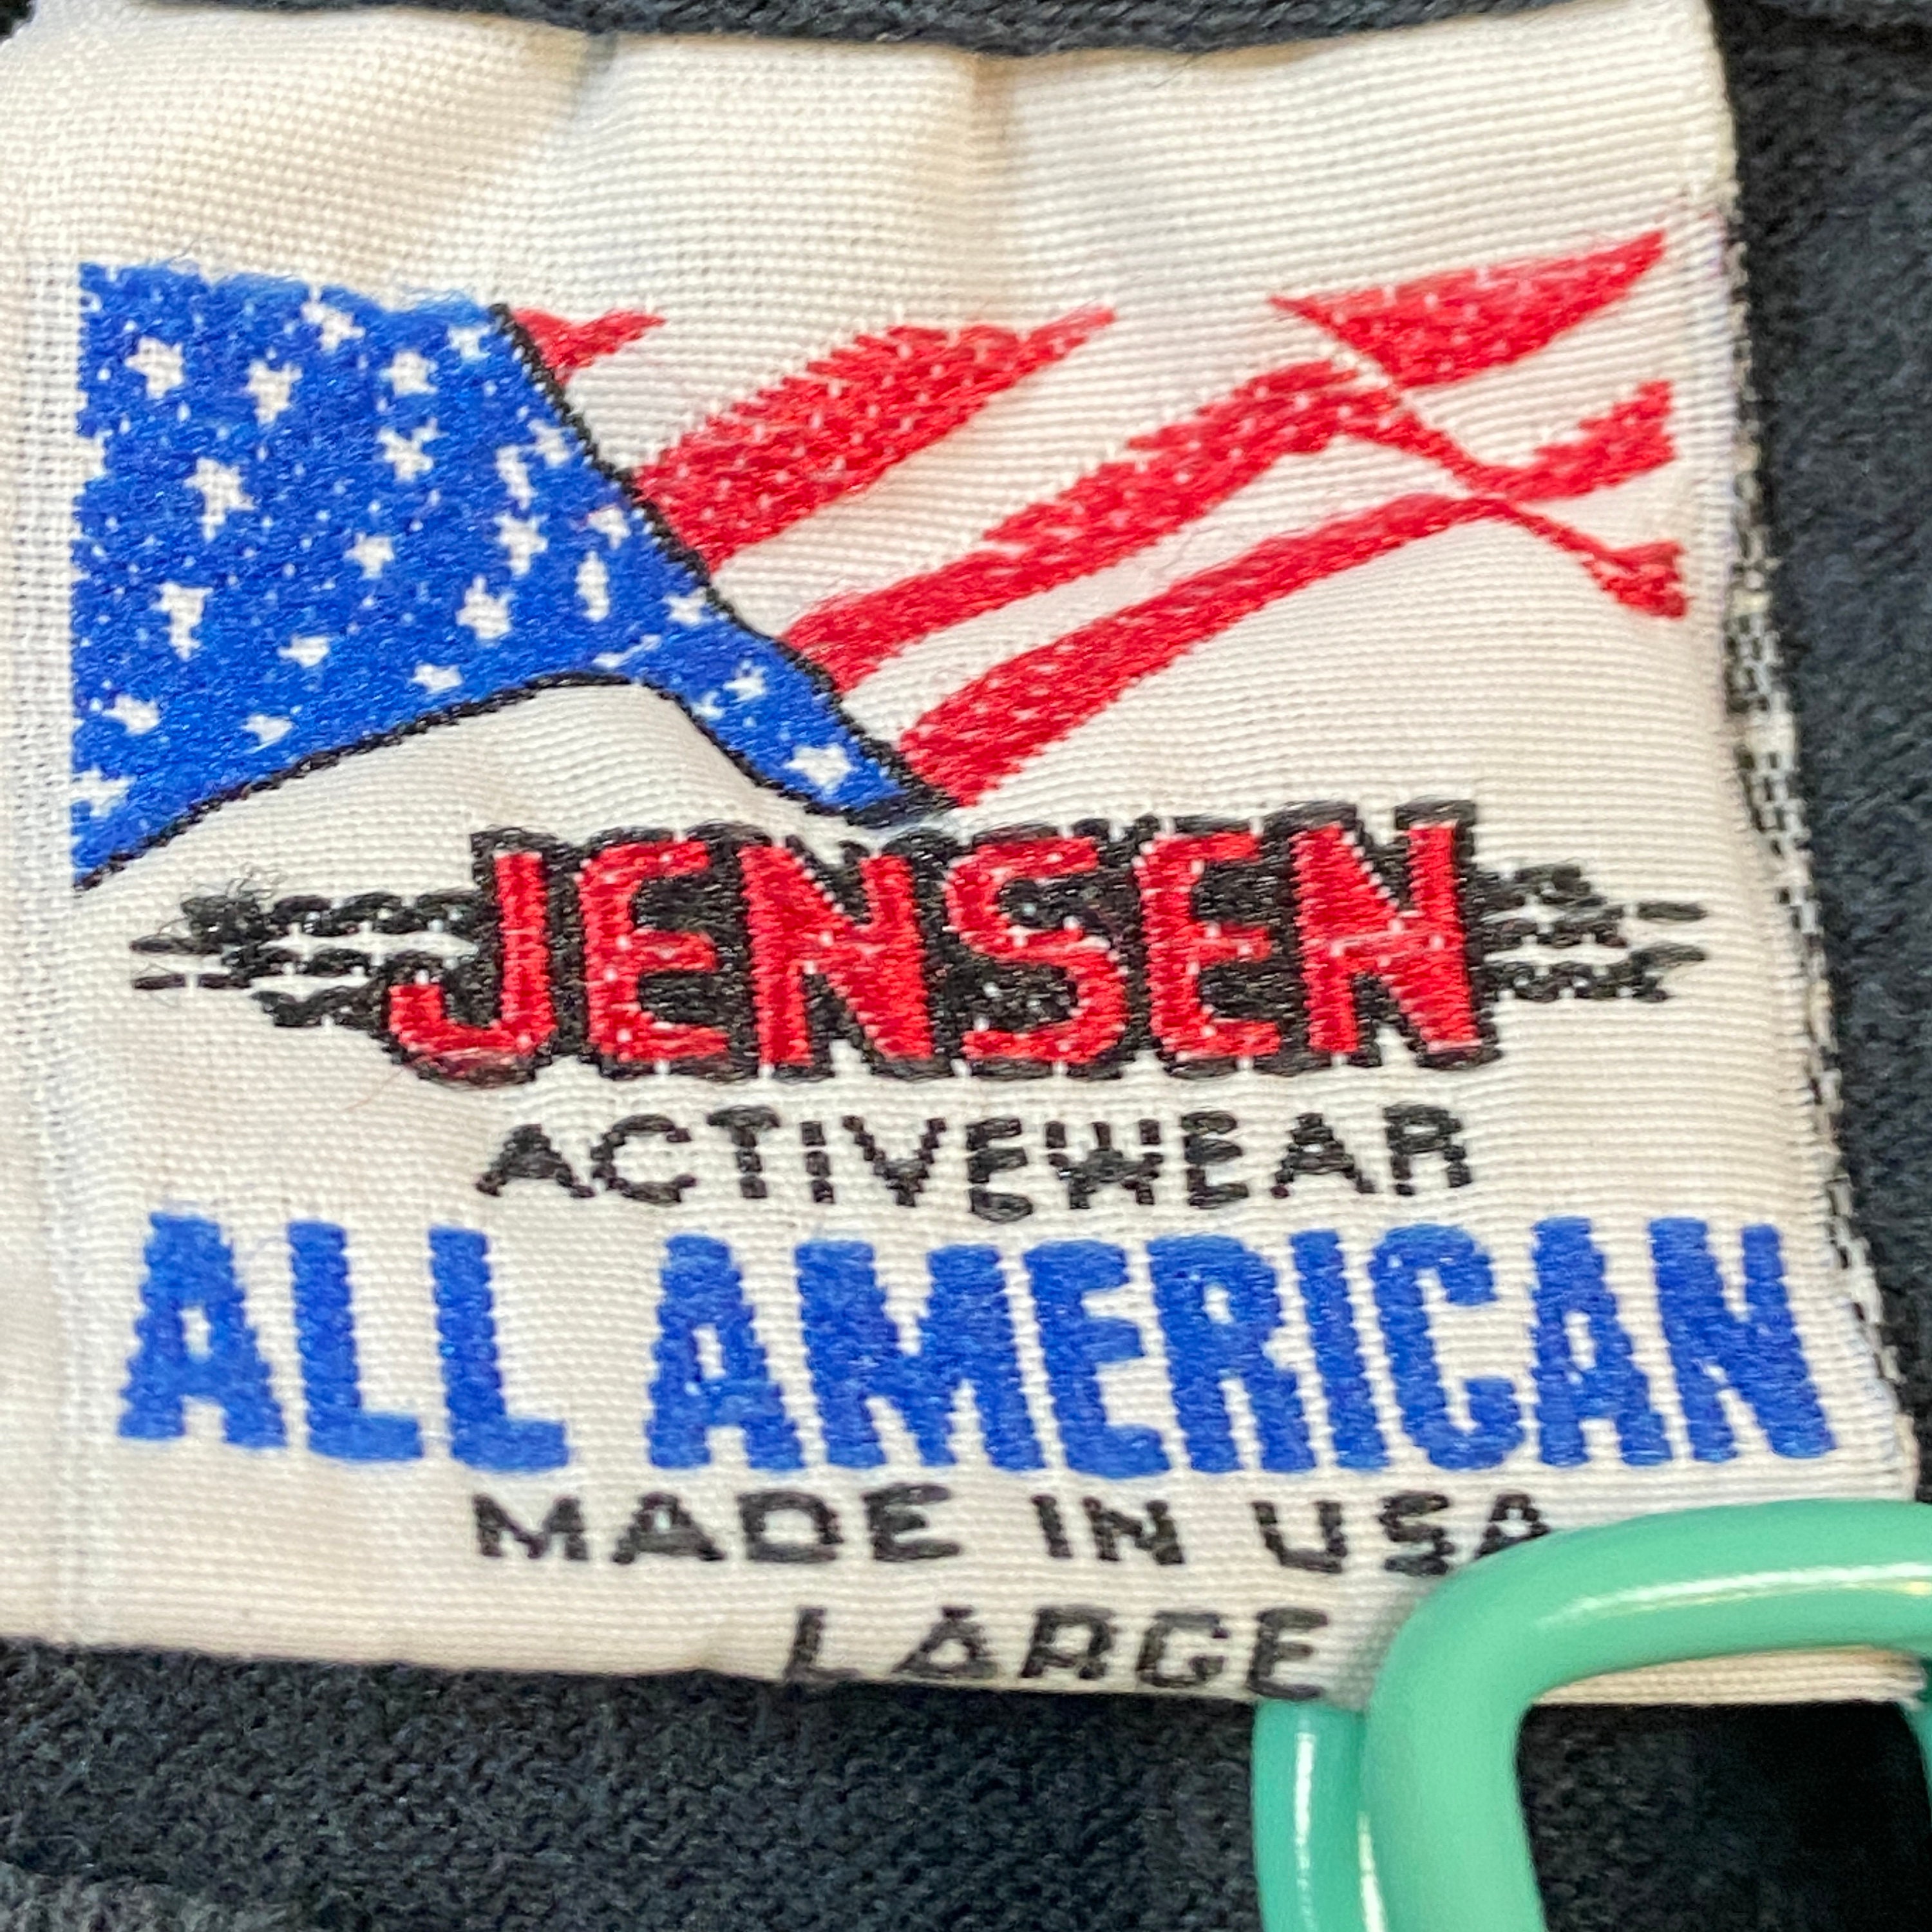 JENSEN
ACTIVEWEAR
ALL AMERICAN
MADE IN USA
LARGE